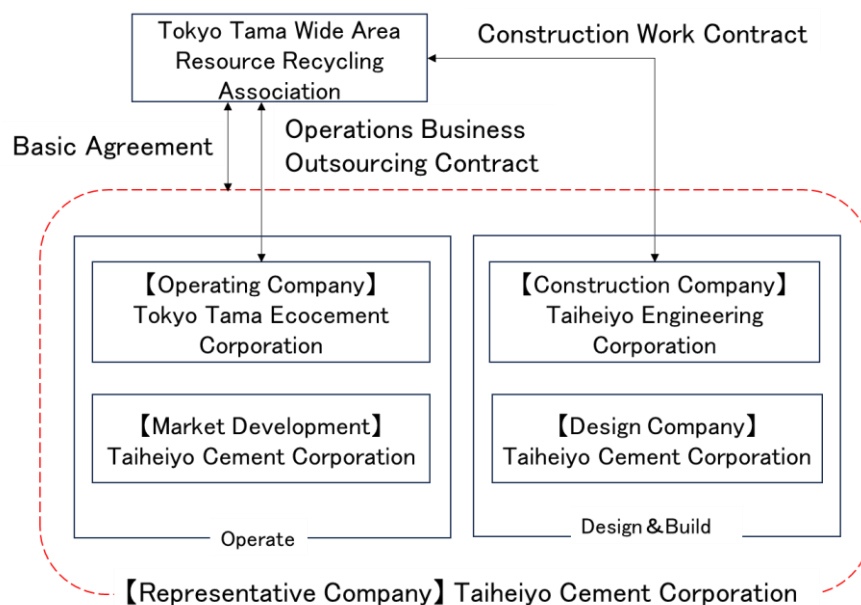 Tokyo Tama Wide Area
Resource Recycling
Association
Construction Work Contract
Basic Agreement
Operations Business
Outsourcing Contract
【Operating Company】
Tokyo Tama Ecocement
Corporation
【Market Development】
Taiheiyo Cement Corporation
Operate
【Construction Company】
Taiheiyo Engineering
Corporation
【Design Company】
Taiheiyo Cement Corporation
Design＆Build
【Representative Company】 Taiheiyo Cement Corporation